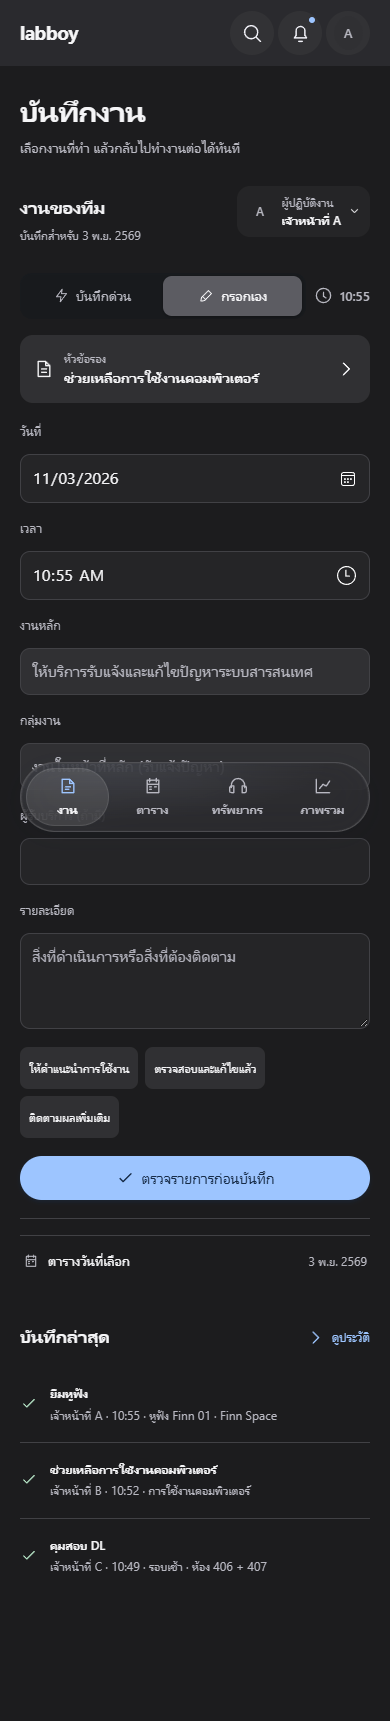 labboy
A
บันทึกงาน
เลือกงานที่ทำ แล้วกลับไปทำงานต่อได้ทันที
งานของทีม
บันทึกสำหรับ 3 พ.ย. 2569
A
ผู้ปฏิบัติงาน
เจ้าหน้าที่ A
บันทึกด่วน
กรอกเอง
10:55
หัวข้อรอง
ช่วยเหลือการใช้งานคอมพิวเตอร์
วันที่
11/03/2026
เวลา
10:55 AM
งานหลัก
ให้บริการรับแจ้งและแก้ไขปัญหาระบบสารสนเทศ
กลุ่มงาน
งาน
ตาราง
ทรัพยากร
ภาพรวม
รายละเอียด
สิ่งที่ดำเนินการหรือสิ่งที่ต้องติดตาม
ให้คำแนะนำการใช้งาน
ตรวจสอบและแก้ไขแล้ว
ติดตามผลเพิ่มเติม
ตรวจรายการก่อนบันทึก
ตารางวันที่เลือก
3 พ.ย. 2569
บันทึกล่าสุด
ดูประวัติ
ยืมหูฟัง
เจ้าหน้าที่ A · 10:55 · หูฟัง Finn 01 · Finn Space
ช่วยเหลือการใช้งานคอมพิวเตอร์
เจ้าหน้าที่ B · 10:52 · การใช้งานคอมพิวเตอร์
คุมสอบ DL
เจ้าหน้าที่ C · 10:49 · รอบเช้า · ห้อง 406 + 407